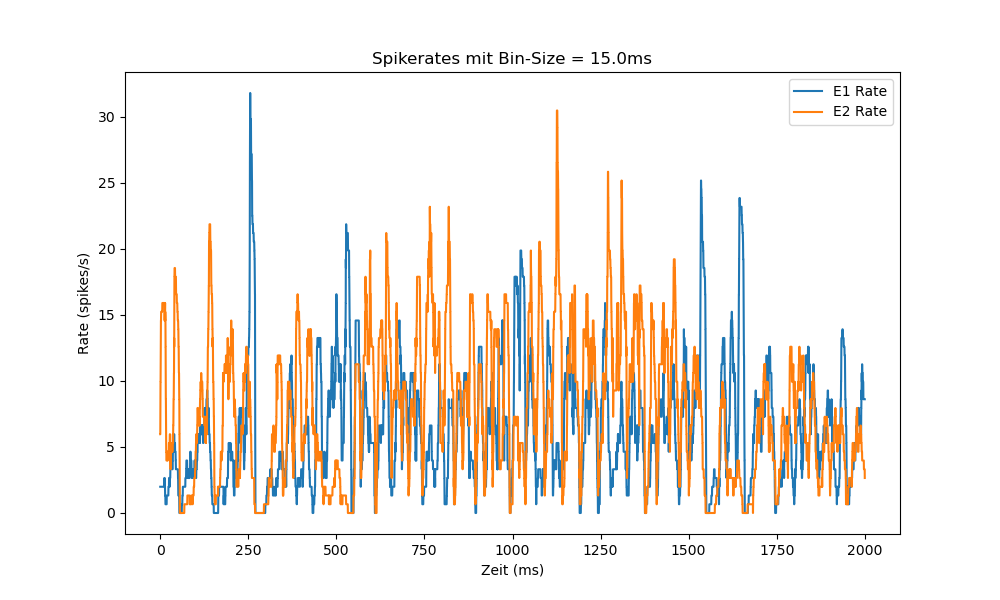 Spikerates mit Bin-Size = 15.0ms
E1 Rate
E2 Rate
Rate (spikes/s)
30
25
20
15
10
5
0
0 250 500 750 1000 1250 1500 1750 2000
Zeit (ms)